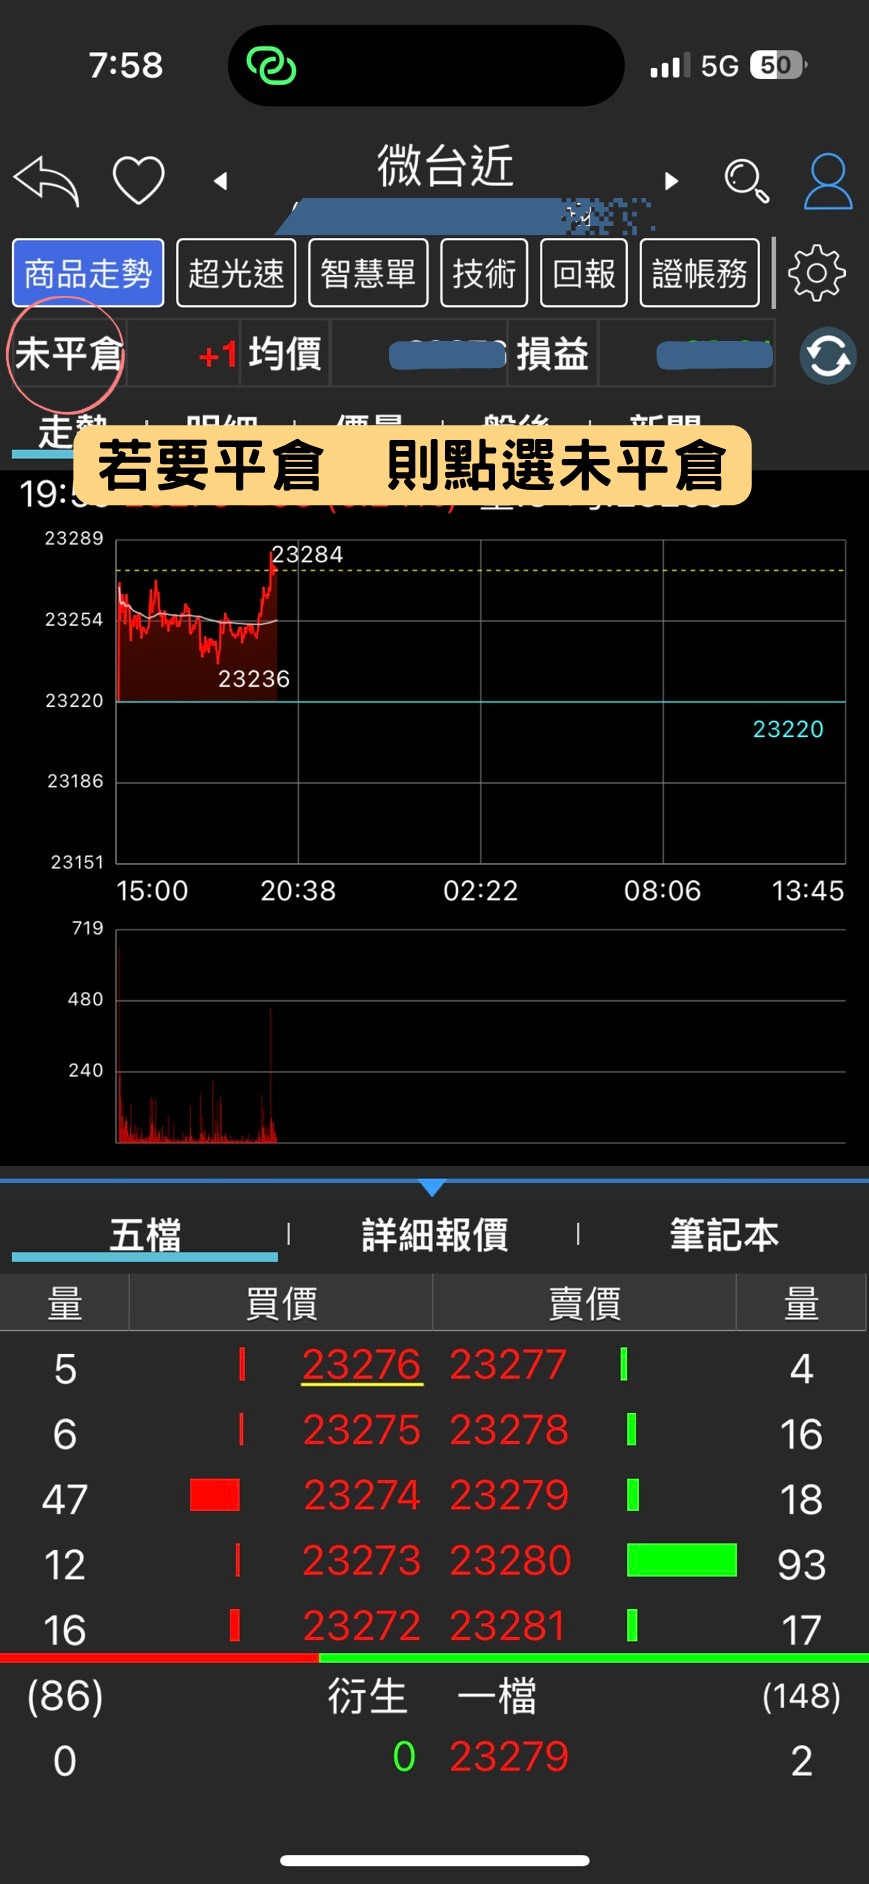 7:58
5G 50
微台近
商品走勢 超光速 智慧單 技術 回報 證帳務
未平倉 +1 均價 損益
走勢 明細 價量 盤後 新聞
若要平倉 則點選未平倉
23289
23284
23254
23236
23220
23220
23186
23151
15:00 20:38 02:22 08:06 13:45
719
480
240
五檔 詳細報價 筆記本
量 買價 賣價 量
5 23276 23277 4
6 23275 23278 16
47 23274 23279 18
12 23273 23280 93
16 23272 23281 17
(86) 衍生 一檔 (148)
0 0 23279 2